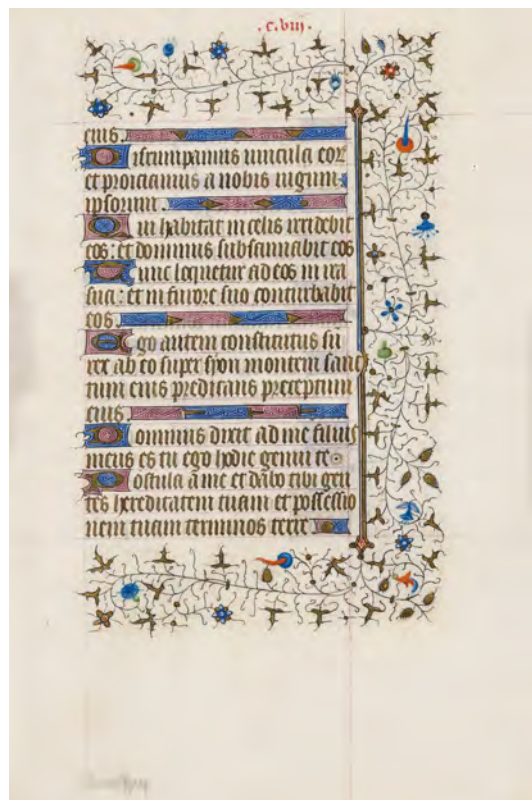 .c.viij.
eius.
Disrumpamus uincula eor
et proiciamus a nobis iugum
ipsorum.
Qui habitat in celis irridebit
eos: et dominus subsannabit eos
Tunc loquetur ad eos in ira
sua: et in furore suo conturbabit
eos.
Ego autem constitutus sū
rex ab eo super syon montem sanc
tum eius predicans preceptum
eius.
Dominus dixit ad me filius
meus es tu ego hodie genui te
Postula a me et dabo tibi gen
tes hereditatem tuam et possessio
nem tuam terminos terre